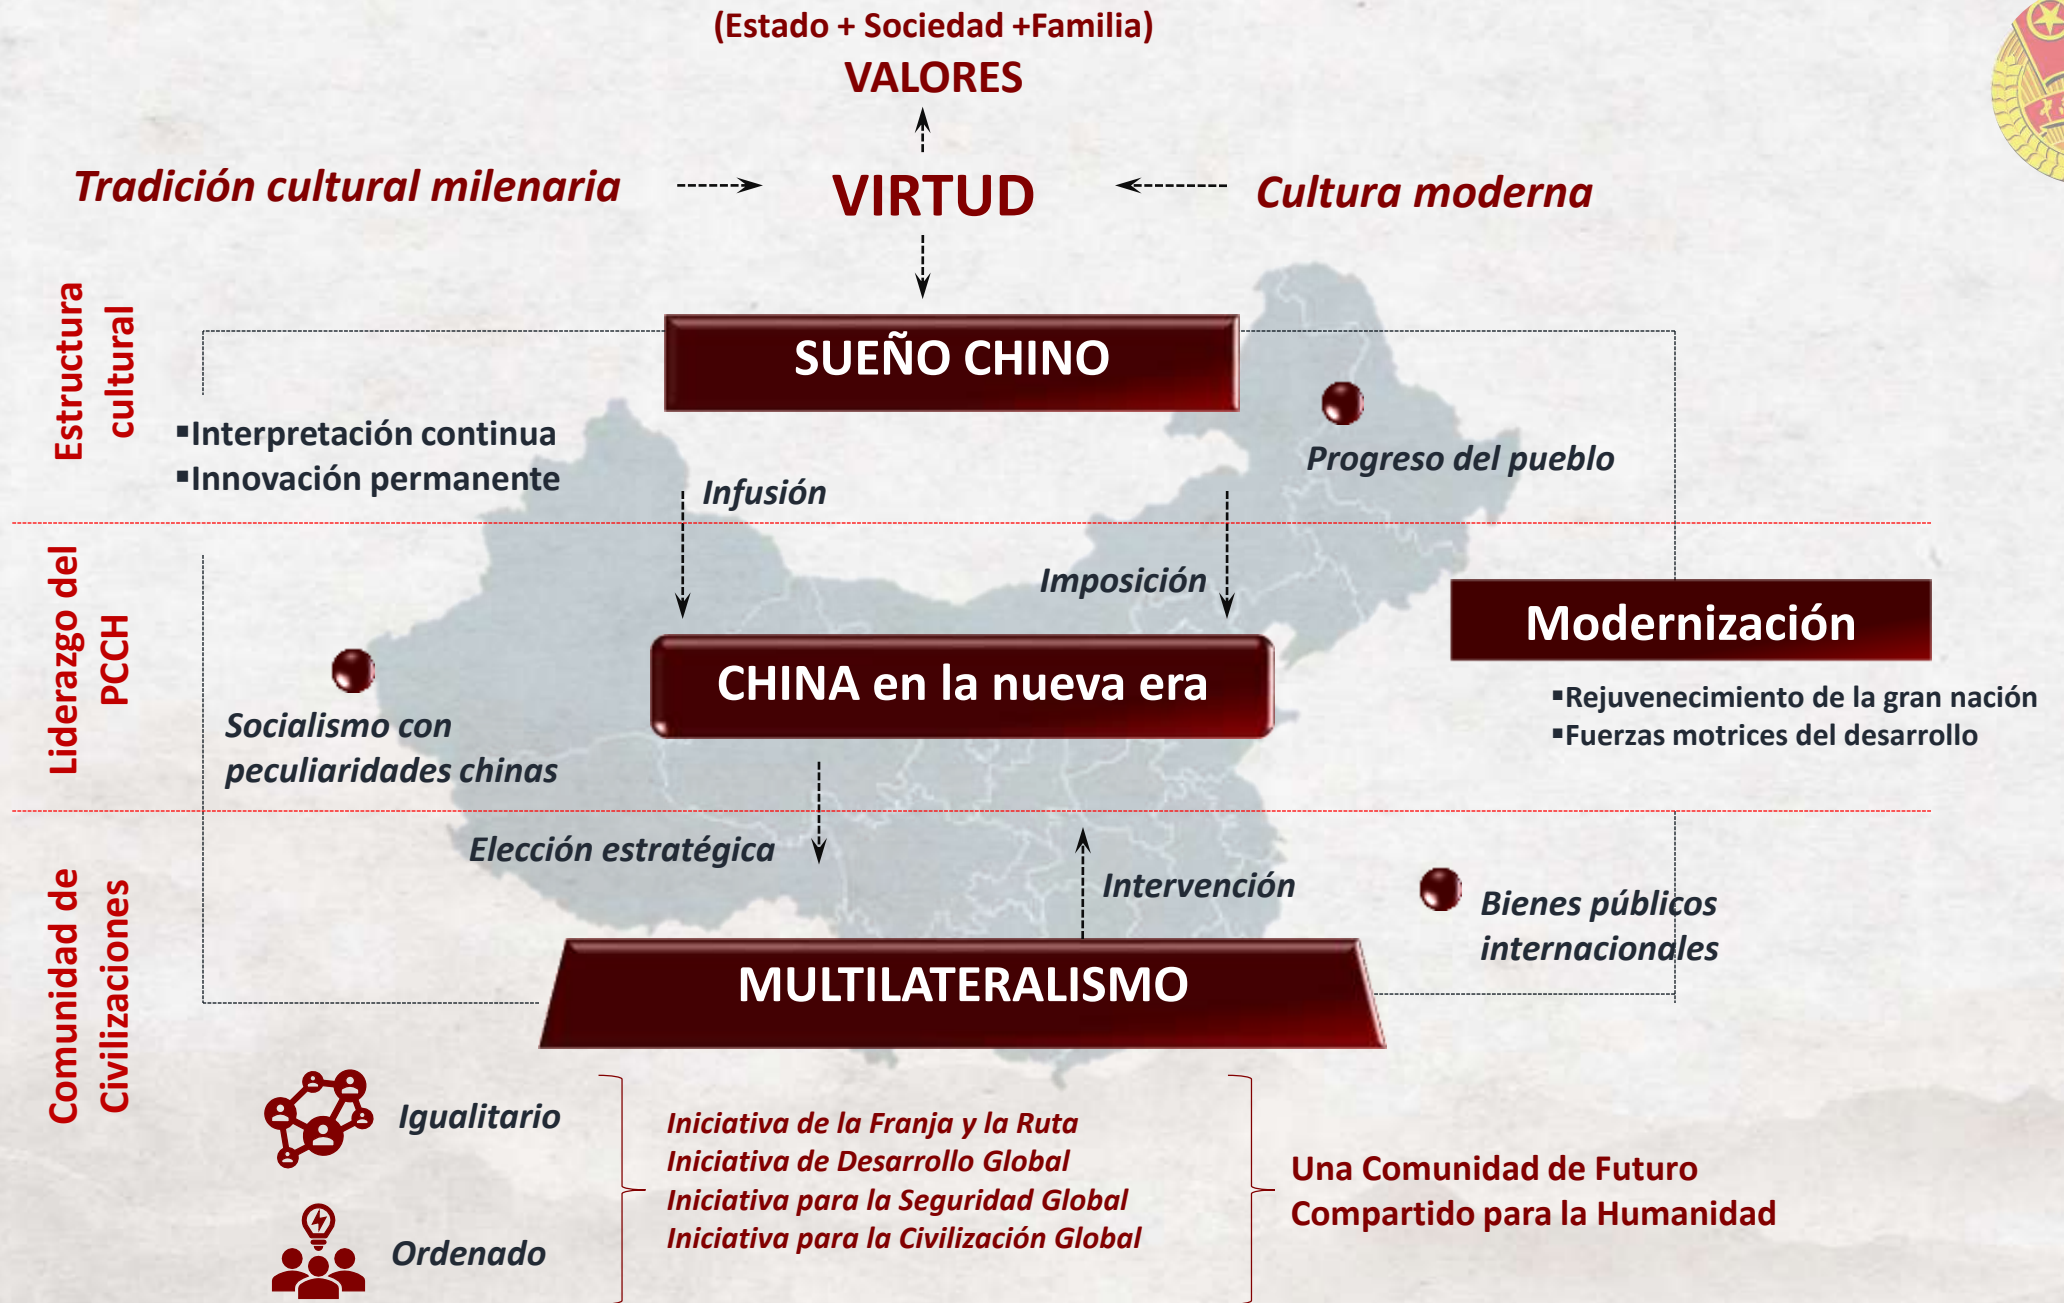 (Estado + Sociedad +Familia)
VALORES
Tradición cultural milenaria
VIRTUD
Cultura moderna
Estructura
cultural
SUEÑO CHINO
▪Interpretación continua
▪Innovación permanente
Progreso del pueblo
Infusión
Imposición
Liderazgo del
PCCH
Modernización
CHINA en la nueva era
▪Rejuvenecimiento de la gran nación
▪Fuerzas motrices del desarrollo
Socialismo con
peculiaridades chinas
Comunidad de
Civilizaciones
Elección estratégica
Intervención
Bienes públicos
internacionales
MULTILATERALISMO
Igualitario
Ordenado
Iniciativa de la Franja y la Ruta
Iniciativa de Desarrollo Global
Iniciativa para la Seguridad Global
Iniciativa para la Civilización Global
Una Comunidad de Futuro
Compartido para la Humanidad